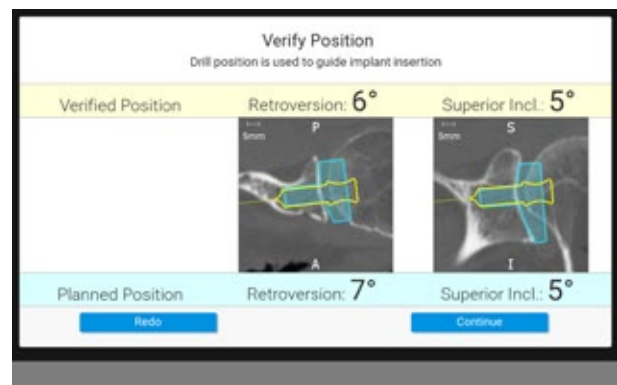 Verify Position
Drill position is used to guide implant insertion
Verified Position Retroversion: 6° Superior Incl.: 5°
5mm P 5mm S
A I
Planned Position Retroversion: 7° Superior Incl.: 5°
Redo Continue